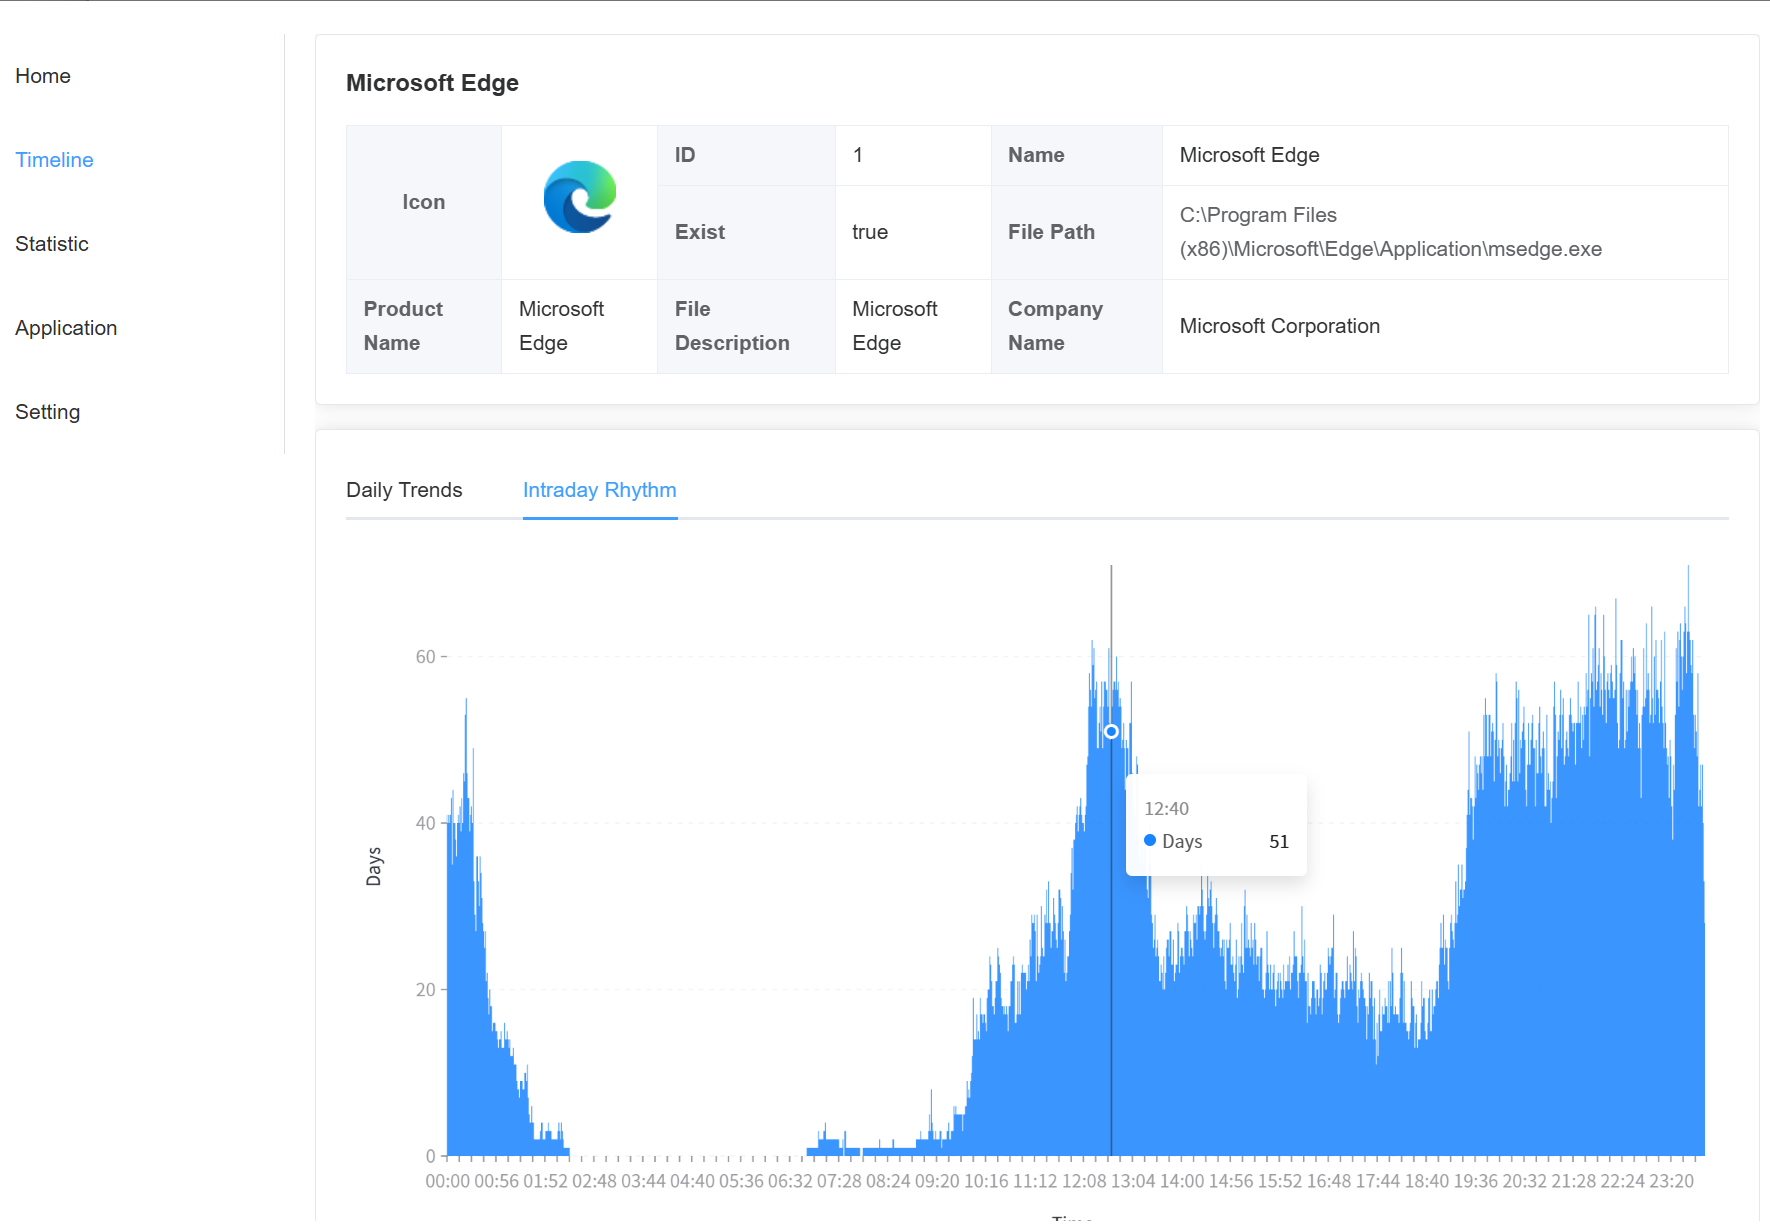 Home
Timeline
Statistic
Application
Setting
Microsoft Edge
Icon
ID
1
Name
Microsoft Edge
Exist
true
File Path
C:\Program Files
(x86)\Microsoft\Edge\Application\msedge.exe
Product
Name
Microsoft
Edge
File
Description
Microsoft
Edge
Company
Name
Microsoft Corporation
Daily Trends
Intraday Rhythm
60
40
20
0
Days
12:40
Days 51
00:00 00:56 01:52 02:48 03:44 04:40 05:36 06:32 07:28 08:24 09:20 10:16 11:12 12:08 13:04 14:00 14:56 15:52 16:48 17:44 18:40 19:36 20:32 21:28 22:24 23:20
Time